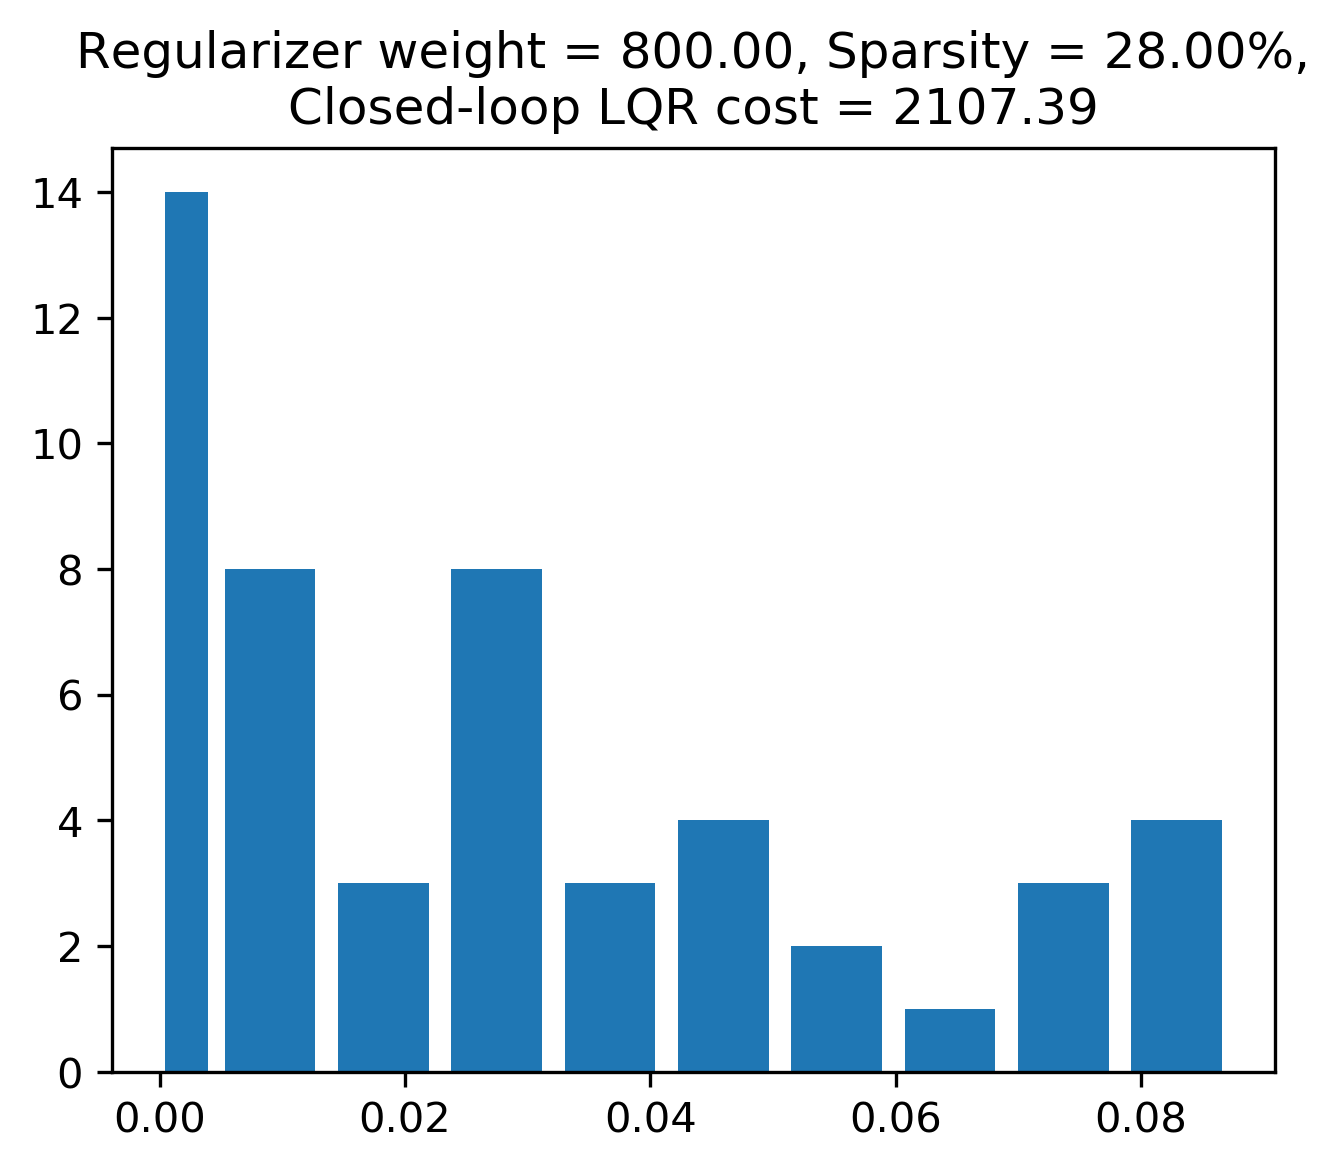 Regularizer weight = 800.00, Sparsity = 28.00%,
Closed-loop LQR cost = 2107.39
14
12
10
8
6
4
2
0
0.00 0.02 0.04 0.06 0.08